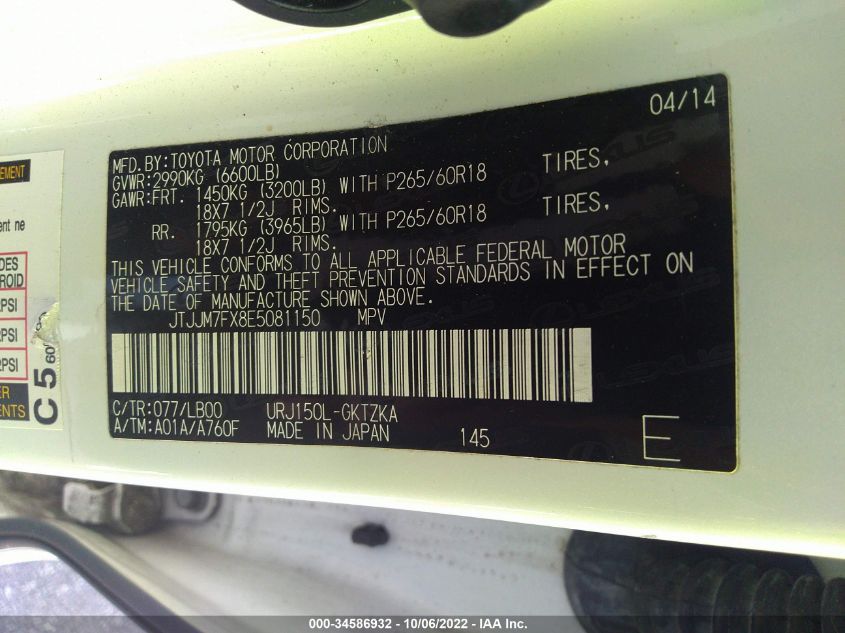 04/14
MFD.BY:TOYOTA MOTOR CORPORATION
GVWR:2990KG (6600LB)
GAWR:FRT. 1450KG (3200LB) WITH P265/60R18 TIRES,
18X7 1/2J RIMS.
RR. 1795KG (3965LB) WITH P265/60R18 TIRES,
18X7 1/2J RIMS.
THIS VEHICLE CONFORMS TO ALL APPLICABLE FEDERAL MOTOR
VEHICLE SAFETY AND THEFT PREVENTION STANDARDS IN EFFECT ON
THE DATE OF MANUFACTURE SHOWN ABOVE.
JTJJM7FX8E5081150 MPV
C/TR:077/LB00 URJ150L-GKTZKA
A/TM:A01A/A760F MADE IN JAPAN 145 E
LEXUS
PSI
PSI
C5
000-34586932 - 10/06/2022 - IAA Inc.